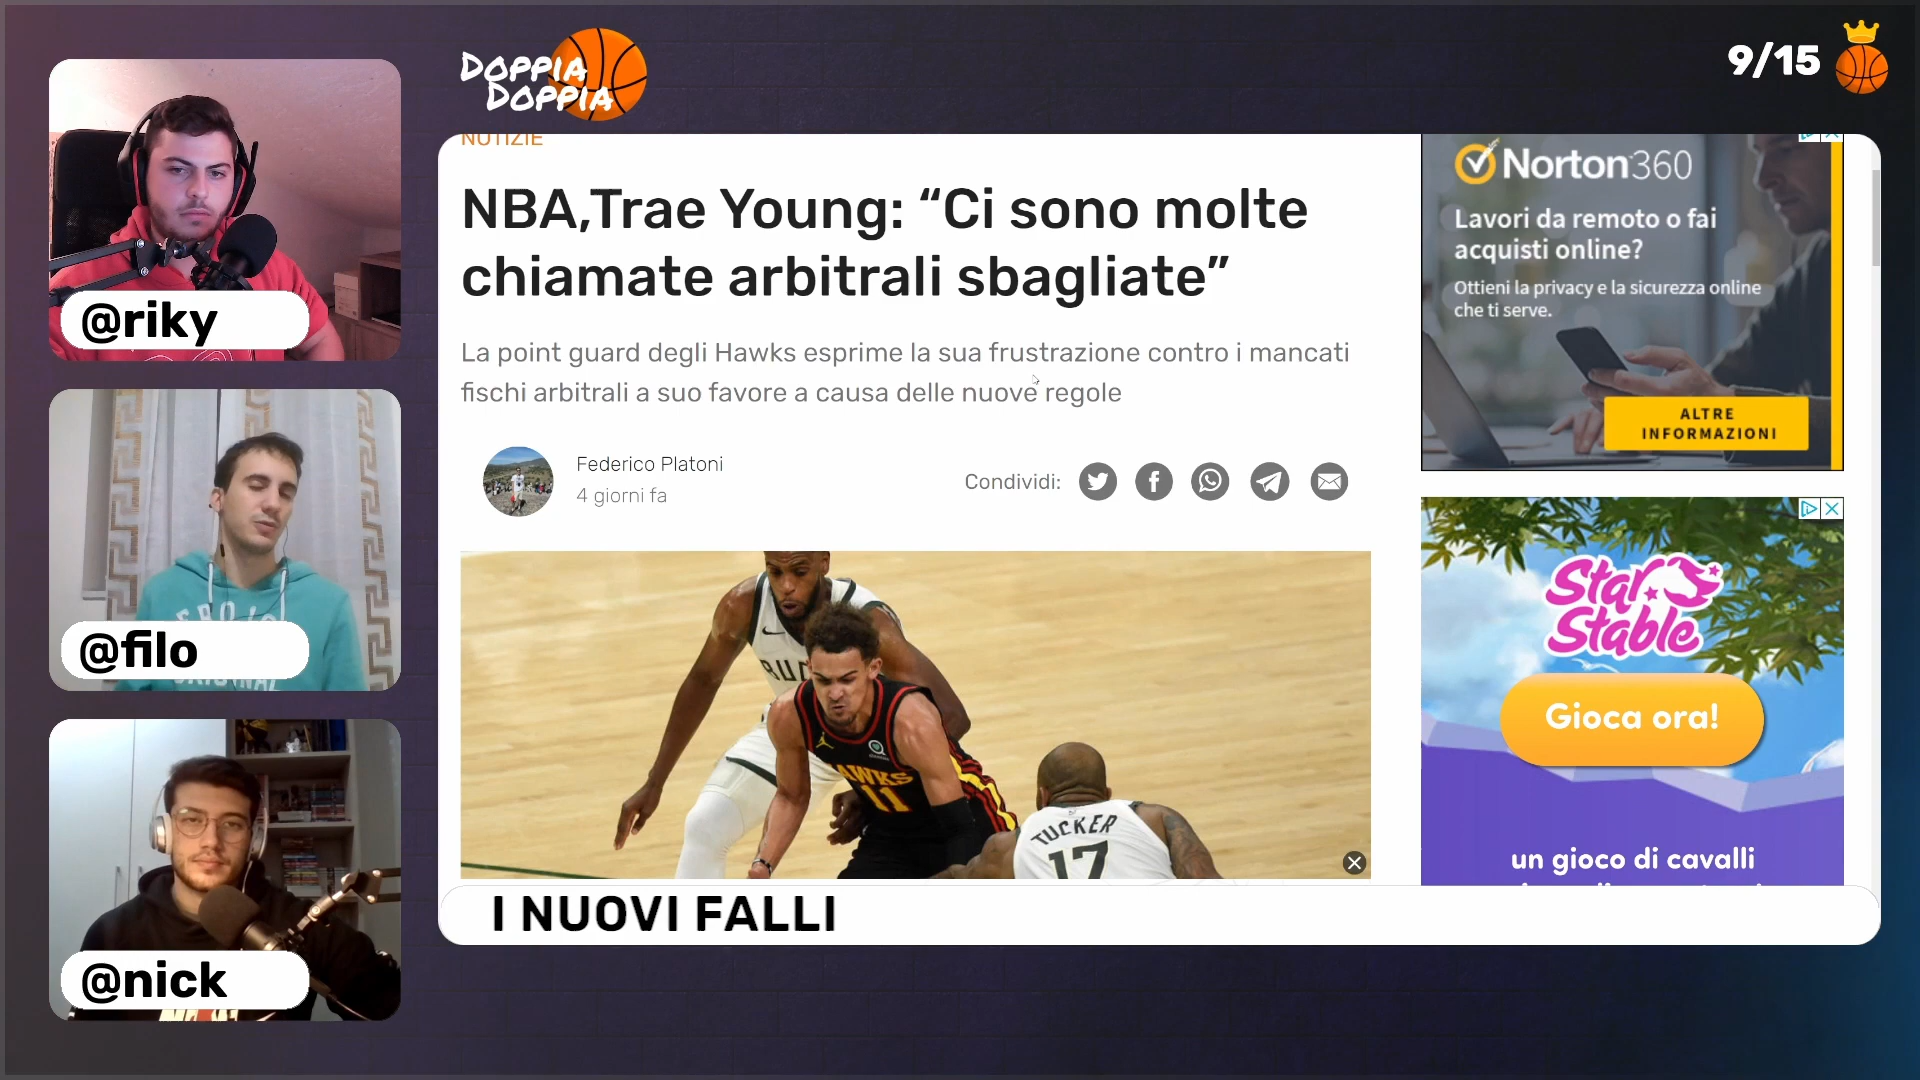 DOPPIA
DOPPIA
9/15
@riky
@filo
@nick
NOTIZIE
NBA,Trae Young: “Ci sono molte
chiamate arbitrali sbagliate”
La point guard degli Hawks esprime la sua frustrazione contro i mancati
fischi arbitrali a suo favore a causa delle nuove regole
Federico Platoni
4 giorni fa
Condividi:
BUC
HAWKS
11
TUCKER
17
Norton360
Lavori da remoto o fai
acquisti online?
Ottieni la privacy e la sicurezza online
che ti serve.
ALTRE
INFORMAZIONI
Star
Stable
Gioca ora!
un gioco di cavalli
I NUOVI FALLI